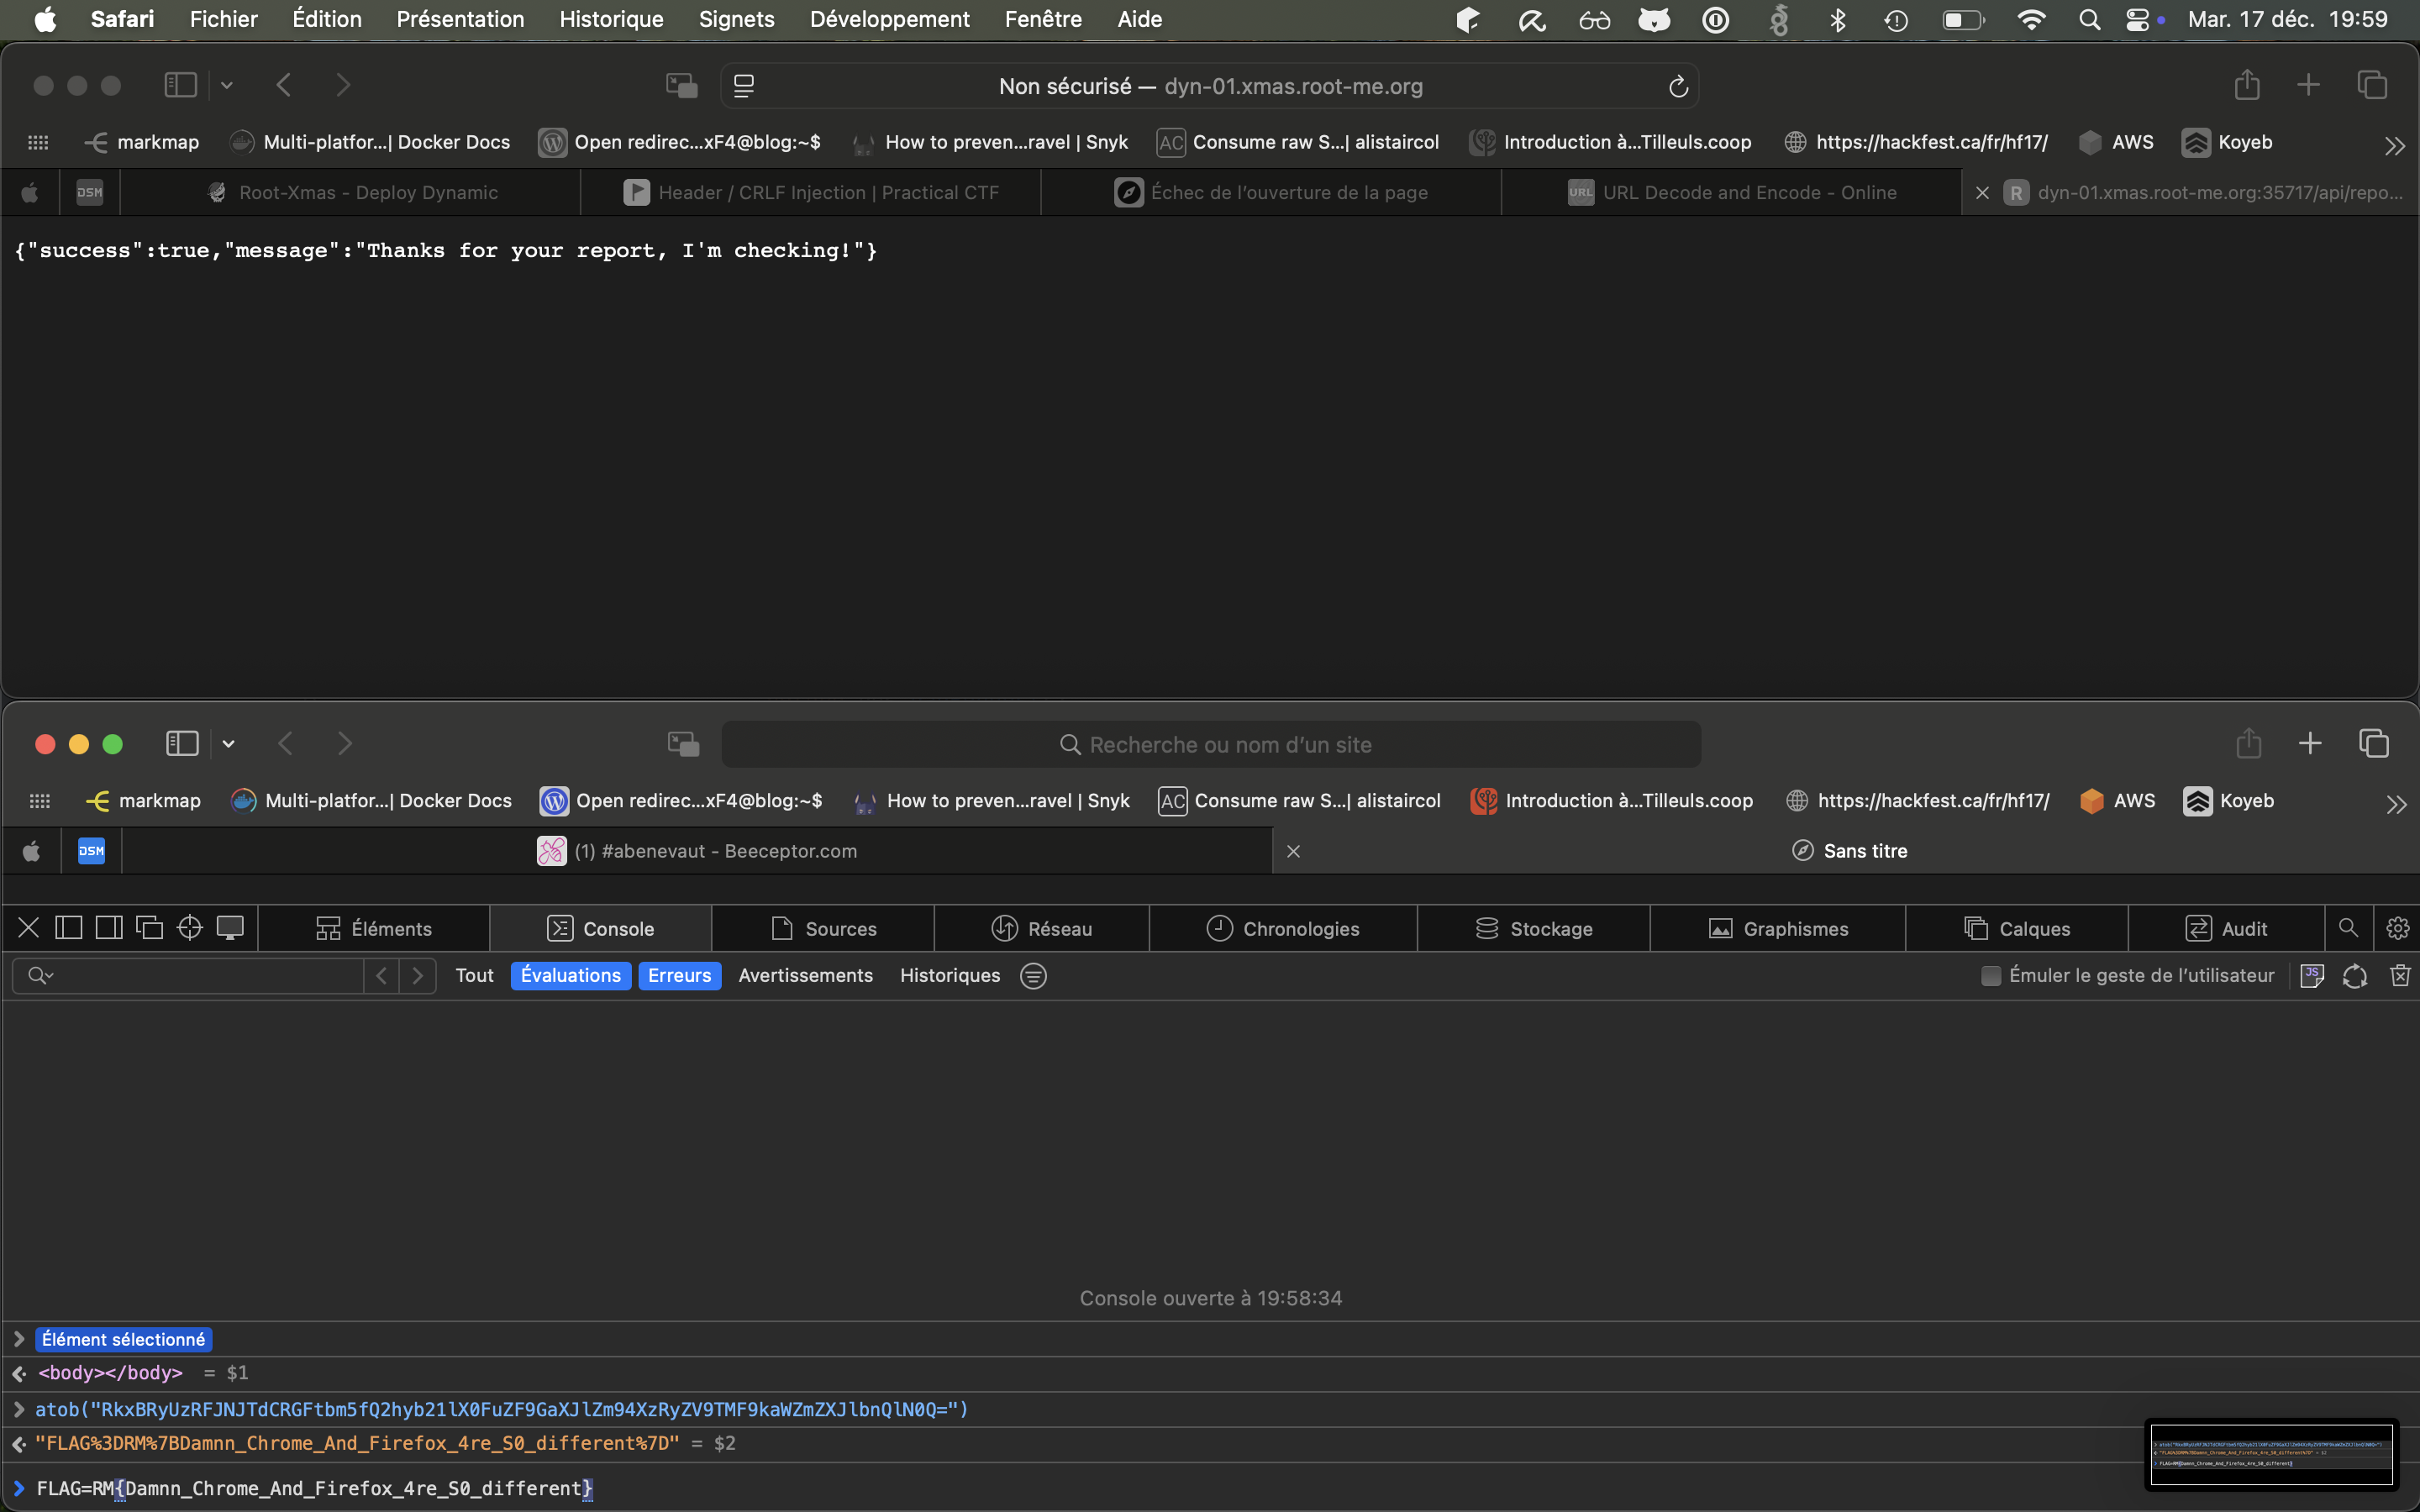 Safari Fichier Édition Présentation Historique Signets Développement Fenêtre Aide Mar. 17 déc. 19:59
Non sécurisé — dyn-01.xmas.root-me.org
markmap Multi-platfor...| Docker Docs Open redirec...xF4@blog:~$ How to preven...ravel | Snyk AC Consume raw S...| alistaircol Introduction à...Tilleuls.coop https://hackfest.ca/fr/hf17/ AWS Koyeb
DSM Root-Xmas - Deploy Dynamic Header / CRLF Injection | Practical CTF Échec de l’ouverture de la page URL URL Decode and Encode - Online R dyn-01.xmas.root-me.org:35717/api/repo...
{"success":true,"message":"Thanks for your report, I'm checking!"}
Recherche ou nom d’un site
markmap Multi-platfor...| Docker Docs Open redirec...xF4@blog:~$ How to preven...ravel | Snyk AC Consume raw S...| alistaircol Introduction à...Tilleuls.coop https://hackfest.ca/fr/hf17/ AWS Koyeb
DSM (1) #abenevaut - Beeceptor.com Sans titre
Éléments Console Sources Réseau Chronologies Stockage Graphismes Calques Audit
Tout Évaluations Erreurs Avertissements Historiques Émuler le geste de l’utilisateur JS
Console ouverte à 19:58:34
Élément sélectionné
<body></body> = $1
atob("RkxBRyUzRFJNJTdCRGFtbm5fQ2hyb21lX0FuZF9GaXJlZm94XzRyZV9TMF9kaWZmZXJlbnQlN0Q=")
"FLAG%3DRM%7BDamnn_Chrome_And_Firefox_4re_S0_different%7D" = $2
FLAG=RM{Damnn_Chrome_And_Firefox_4re_S0_different}